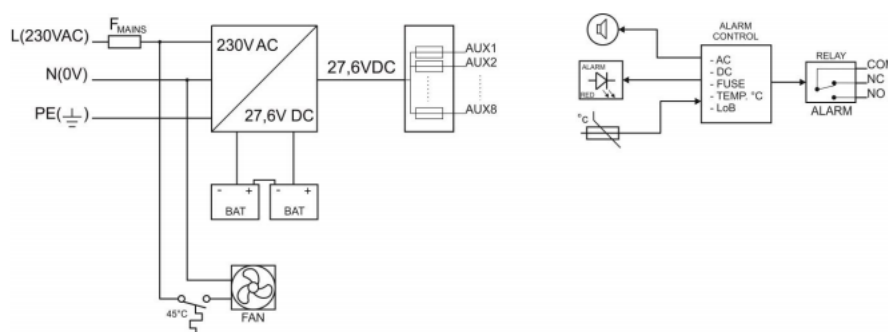 L(230VAC)
F MAINS
N(0V)
PE(⏚)
230V AC
27,6V DC
27,6VDC
AUX1
AUX2
AUX8
- +
BAT
- +
BAT
45°C
FAN
ALARM
RED
°C
ALARM
CONTROL
- AC
- DC
- FUSE
- TEMP. °C
- LoB
RELAY
COM
NC
NO
ALARM